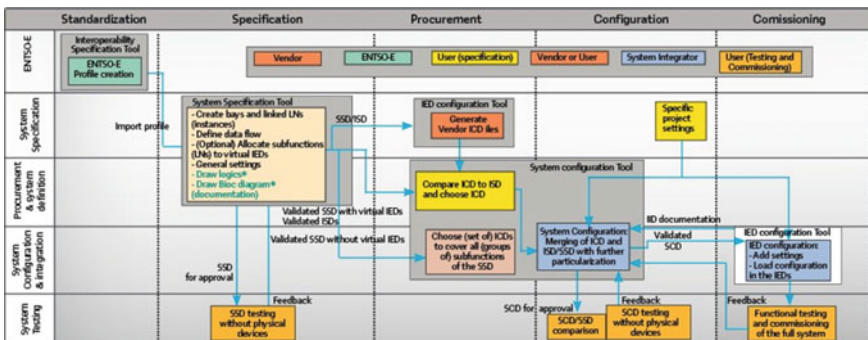 Standardization
Specification
Procurement
Configuration
Comissioning
ENTSO-E
Interoperability
Specification Tool
ENTSO-E
Profile creation
Vendor
ENTSO-E
User (specification)
Vendor or User
System Integrator
User (Testing and
Commissioning)
System
Specification
Import profile
System Specification Tool
- Create bays and linked LNs
(instances)
- Define data flow
- (Optional) Allocate subfunctions
(LNs) to virtual IEDs
- General settings
- Draw logics*
- Draw Bioc diagram*
(documentation)
SSD/ISD
IED configuration Tool
Generate
Vendor ICD iles
Specific
project
settings
Procurement
& system
definition
System configuration Tool
Compare ICD to ISD
and choose ICD
Validated SSD with virtual IEDs
Validated ISDs
Validated SSD without virtual IEDs
IID documentation
System
Configuration
& integration
Choose (set of) ICDs
to cover all (groups
of) subfunctions
of the SSD
System Configuration:
Merging of ICD and
ISD/SSD with further
particularization
Validated
SCD
IED configuration Tool
IED configuration:
- Add settings
- Load configuration
in the IEDs
SSD
for approval
Feedback
SCD for approval
Feedback
Feedback
System
Testing
SSD testing
without physical
devices
SCD/SSD
comparison
SCD testing
without physical
devices
Functional testing
and commissioning
of the full system